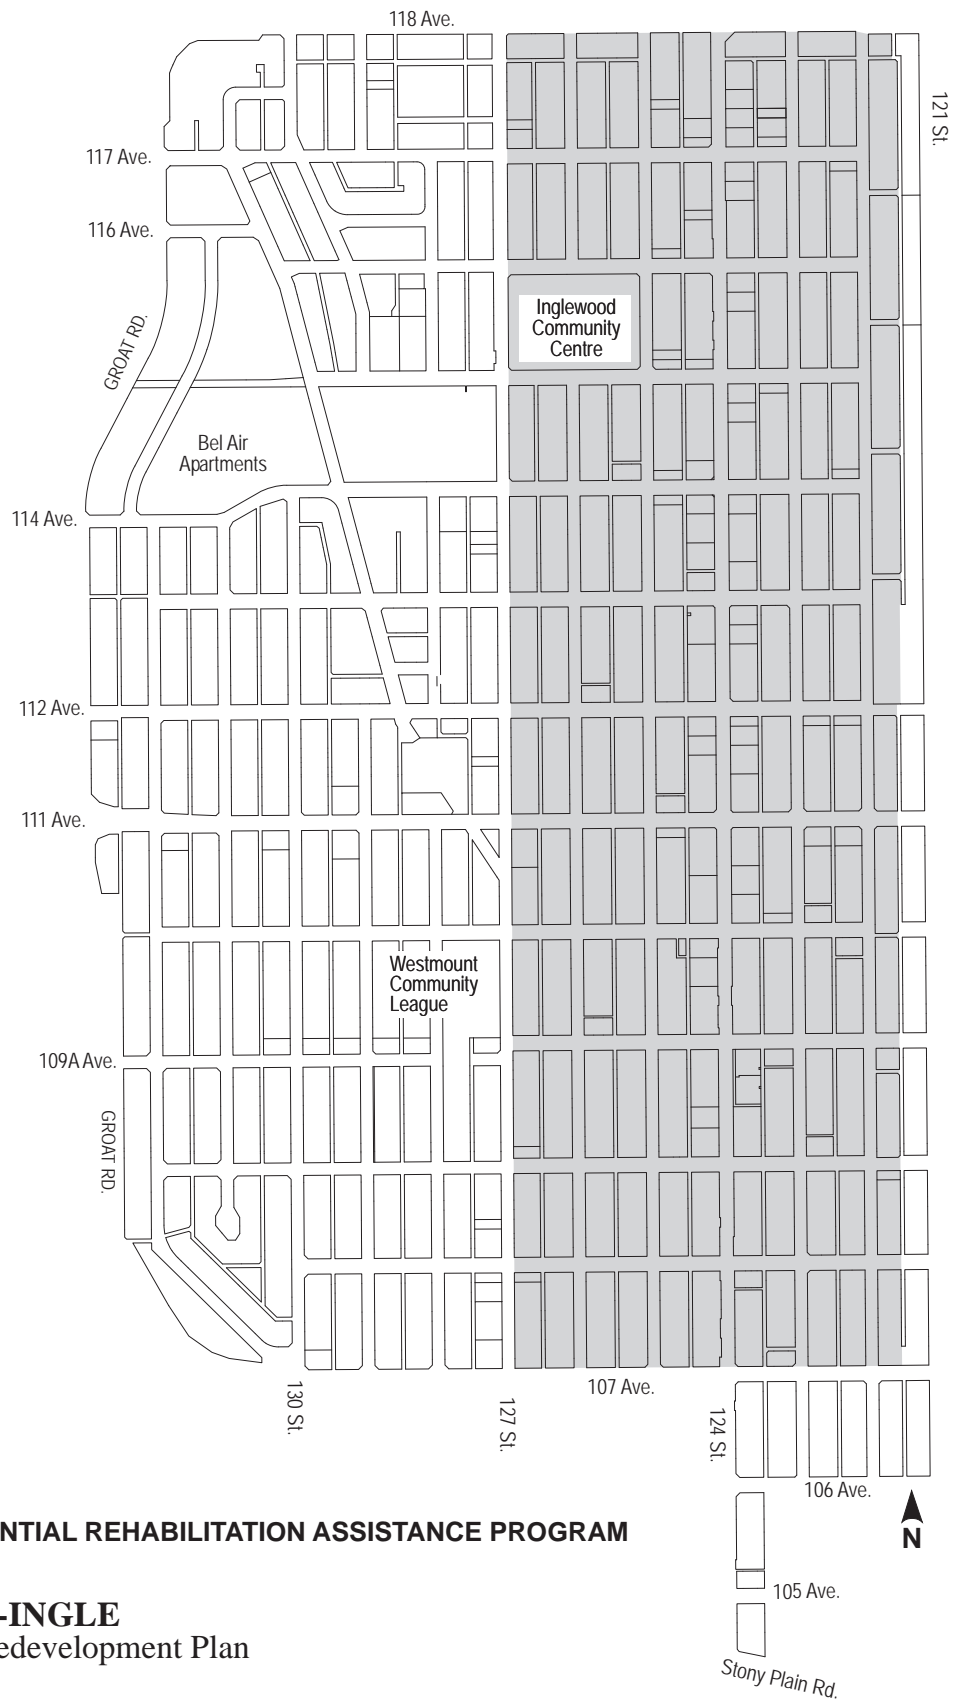 118 Ave.
121 St.
117 Ave.
116 Ave.
Inglewood
Community
Centre
GROAT RD.
Bel Air
Apartments
114 Ave.
112 Ave.
111 Ave.
Westmount
Community
League
109A Ave.
GROAT RD.
107 Ave.
130 St.
127 St.
124 St.
106 Ave.
N
NTIAL REHABILITATION ASSISTANCE PROGRAM
105 Ave.
-INGLE
edevelopment Plan
Stony Plain Rd.